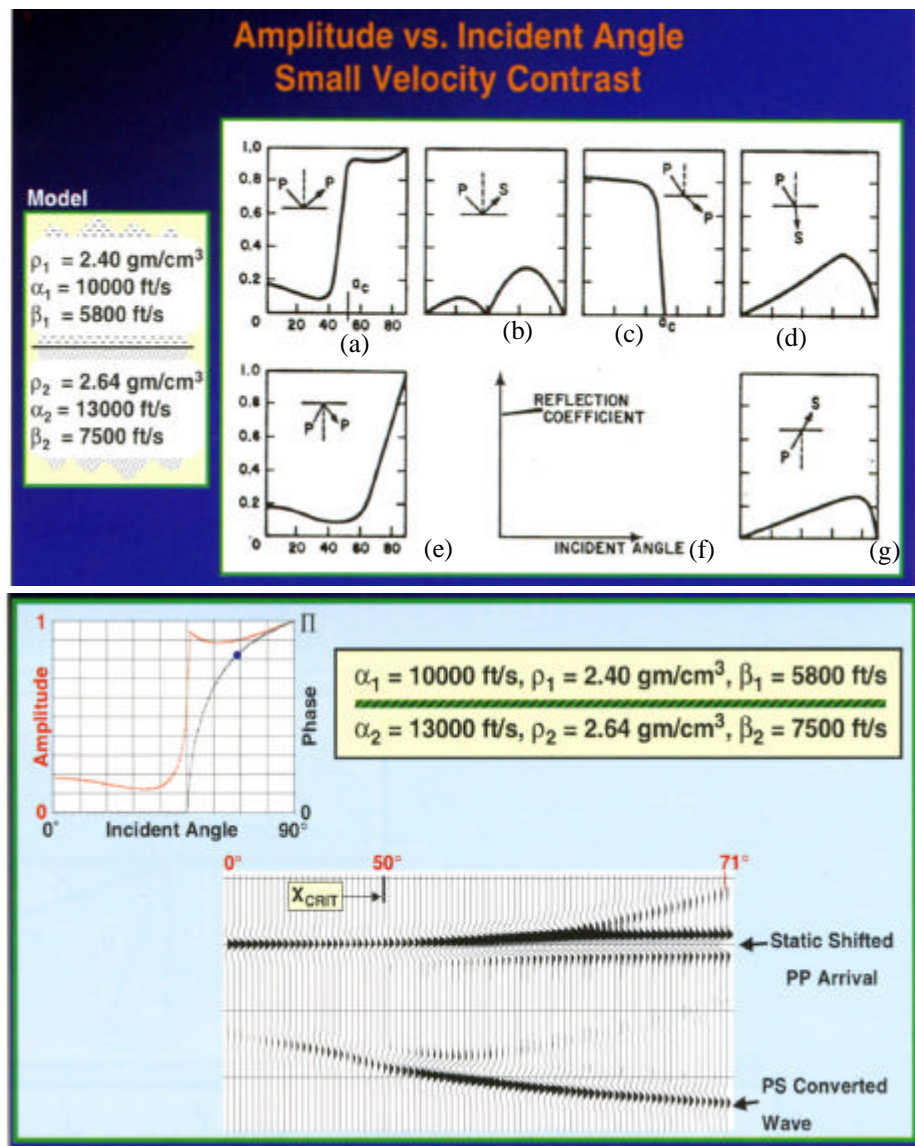 Amplitude vs. Incident Angle
Small Velocity Contrast
Model
ρ1 = 2.40 gm/cm3
α1 = 10000 ft/s
β1 = 5800 ft/s
ρ2 = 2.64 gm/cm3
α2 = 13000 ft/s
β2 = 7500 ft/s
1.0
0.8
0.6
0.4
0.2
0
20 40 60 80
P P
αc
(a)
P S
(b)
P P
αc
(c)
P S
(d)
1.0
0.8
0.6
0.4
0.2
0
20 40 60 80
P P
(e)
REFLECTION
COEFFICIENT
INCIDENT ANGLE
(f)
S
P
(g)
1 Π
Amplitude Phase
0 0
0° Incident Angle 90°
α1 = 10000 ft/s, ρ1 = 2.40 gm/cm3, β1 = 5800 ft/s
α2 = 13000 ft/s, ρ2 = 2.64 gm/cm3, β2 = 7500 ft/s
0° 50° 71°
XCRIT
Static Shifted
PP Arrival
PS Converted
Wave